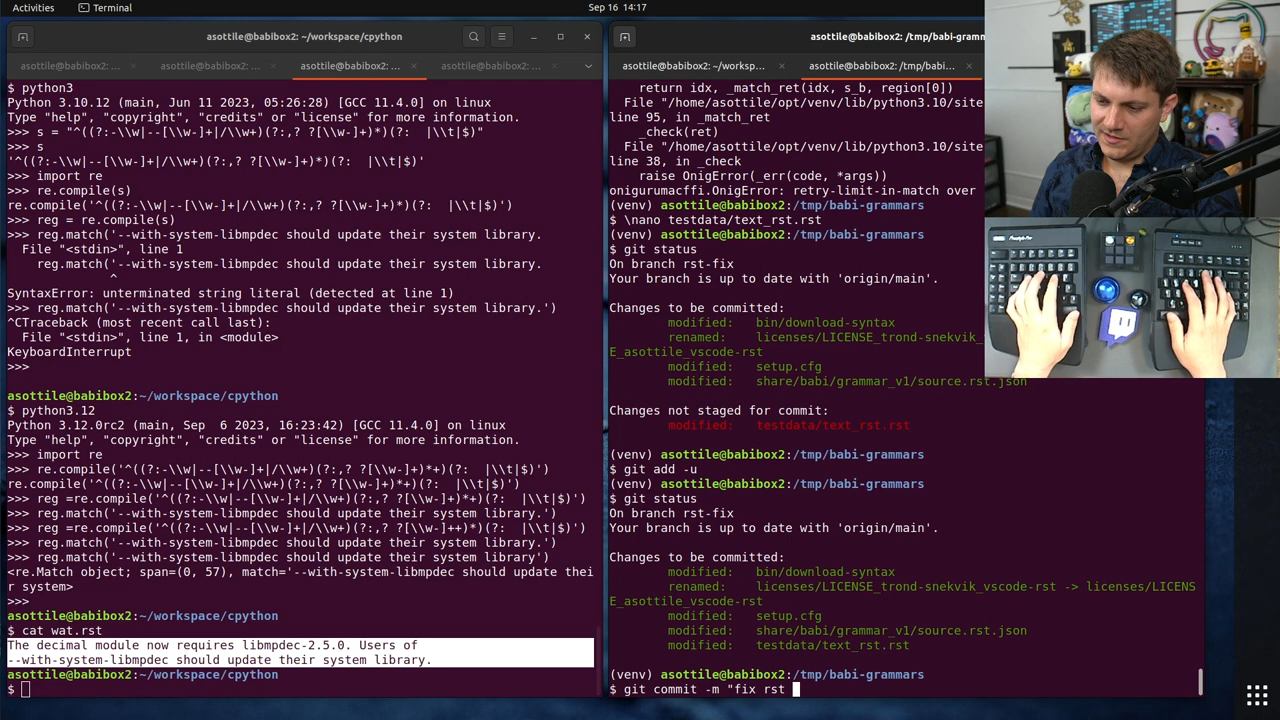 Activities
Terminal
Sep 16 14:17
asottile@babibox2: ~/workspace/cpython
asottile@babibox2: ...
asottile@babibox2: ...
asottile@babibox2: ...
asottile@babibox2: ...
$ python3
Python 3.10.12 (main, Jun 11 2023, 05:26:28) [GCC 11.4.0] on linux
Type "help", "copyright", "credits" or "license" for more information.
>>> s = "^((?:-\\w|--[\\w-]+|/\\w+)(?:,? ?[\\w-]+)*)(?:  |\\t|$)"
>>> s
'^((?:-\\w|--[\\w-]+|/\\w+)(?:,? ?[\\w-]+)*)(?:  |\\t|$)'
>>> import re
>>> re.compile(s)
re.compile('^((?:-\\w|--[\\w-]+|/\\w+)(?:,? ?[\\w-]+)*)(?:  |\\t|$)')
>>> reg = re.compile(s)
>>> reg.match('--with-system-libmpdec should update their system library.
  File "<stdin>", line 1
    reg.match('--with-system-libmpdec should update their system library.
              ^
SyntaxError: unterminated string literal (detected at line 1)
>>> reg.match('--with-system-libmpdec should update their system library.')
^CTraceback (most recent call last):
  File "<stdin>", line 1, in <module>
KeyboardInterrupt
>>>
asottile@babibox2:~/workspace/cpython
$ python3.12
Python 3.12.0rc2 (main, Sep  6 2023, 16:23:42) [GCC 11.4.0] on linux
Type "help", "copyright", "credits" or "license" for more information.
>>> import re
>>> re.compile('^((?:-\\w|--[\\w-]+|/\\w+)(?:,? ?[\\w-]+)*+)(?:  |\\t|$)')
re.compile('^((?:-\\w|--[\\w-]+|/\\w+)(?:,? ?[\\w-]+)*+)(?:  |\\t|$)')
>>> reg =re.compile('^((?:-\\w|--[\\w-]+|/\\w+)(?:,? ?[\\w-]+)*+)(?:  |\\t|$)')
>>> reg.match('--with-system-libmpdec should update their system library.')
>>> reg =re.compile('^((?:-\\w|--[\\w-]+|/\\w+)(?:,? ?[\\w-]++)*)(?:  |\\t|$)')
>>> reg.match('--with-system-libmpdec should update their system library.')
>>> reg.match('--with-system-libmpdec should update their system library')
<re.Match object; span=(0, 57), match='--with-system-libmpdec should update thei
r system>
>>>
asottile@babibox2:~/workspace/cpython
$ cat wat.rst
The decimal module now requires libmpdec-2.5.0. Users of
--with-system-libmpdec should update their system library.
asottile@babibox2:~/workspace/cpython
$
asottile@babibox2: /tmp/babi-gramm
asottile@babibox2: ~/worksp...
asottile@babibox2: /tmp/babi...
    return idx, _match_ret(idx, s_b, region[0])
  File "/home/asottile/opt/venv/lib/python3.10/site
line 95, in _match_ret
    _check(ret)
  File "/home/asottile/opt/venv/lib/python3.10/site
line 38, in _check
    raise OnigError(_err(code, *args))
onigurumacffi.OnigError: retry-limit-in-match over
(venv) asottile@babibox2:/tmp/babi-grammars
$ \nano testdata/text_rst.rst
(venv) asottile@babibox2:/tmp/babi-grammars
$ git status
On branch rst-fix
Your branch is up to date with 'origin/main'.
Changes to be committed:
        modified:   bin/download-syntax
        renamed:    licenses/LICENSE_trond-snekvik_
E_asottile_vscode-rst
        modified:   setup.cfg
        modified:   share/babi/grammar_v1/source.rst.json
Changes not staged for commit:
        modified:   testdata/text_rst.rst
(venv) asottile@babibox2:/tmp/babi-grammars
$ git add -u
(venv) asottile@babibox2:/tmp/babi-grammars
$ git status
On branch rst-fix
Your branch is up to date with 'origin/main'.
Changes to be committed:
        modified:   bin/download-syntax
        renamed:    licenses/LICENSE_trond-snekvik_vscode-rst -> licenses/LICENS
E_asottile_vscode-rst
        modified:   setup.cfg
        modified:   share/babi/grammar_v1/source.rst.json
        modified:   testdata/text_rst.rst
(venv) asottile@babibox2:/tmp/babi-grammars
$ git commit -m "fix rst